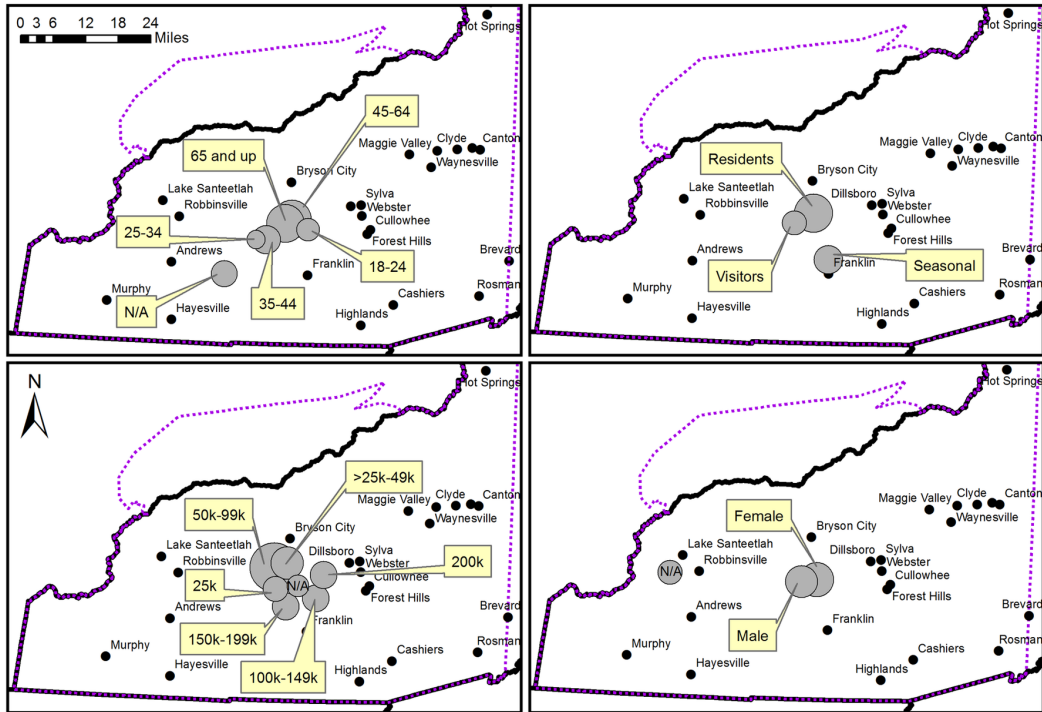 0 3 6 12 18 24
Miles
Hot Springs
45-64
65 and up
Maggie Valley Clyde Canton
Waynesville
Bryson City
Lake Santeetlah
Robbinsville
Sylva
Webster
Cullowhee
Forest Hills
25-34
Andrews
18-24
Brevard
Franklin
Murphy
N/A
35-44
Hayesville
Cashiers
Rosman
Highlands
Hot Springs
Maggie Valley Clyde Canton
Waynesville
Residents
Bryson City
Lake Santeetlah
Robbinsville
Dillsboro Sylva
Webster
Cullowhee
Forest Hills
Andrews
Visitors
Franklin
Seasonal
Brevard
Murphy
Hayesville
Cashiers
Rosman
Highlands
N
Hot Springs
>25k-49k
Maggie Valley Clyde Canton
Waynesville
50k-99k
Bryson City
Lake Santeetlah
Robbinsville
Dillsboro Sylva
Webster
200k
Cullowhee
Forest Hills
25k
N/A
Andrews
150k-199k
Franklin
Brevard
Murphy
Hayesville
100k-149k
Cashiers
Rosman
Highlands
Hot Springs
Maggie Valley Clyde Canton
Waynesville
Female
Bryson City
Lake Santeetlah
Robbinsville
N/A
Dillsboro Sylva
Webster
Cullowhee
Forest Hills
Andrews
Male
Franklin
Brevard
Murphy
Hayesville
Cashiers
Rosman
Highlands